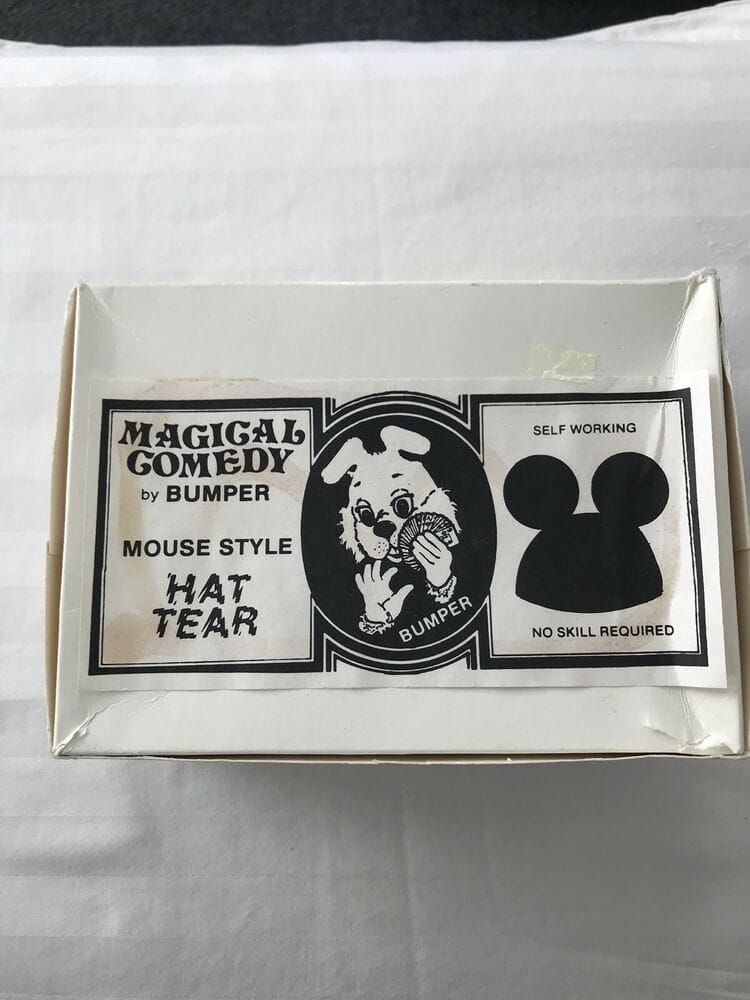 MAGICAL
COMEDY
by BUMPER
MOUSE STYLE
HAT
TEAR
BUMPER
SELF WORKING
NO SKILL REQUIRED